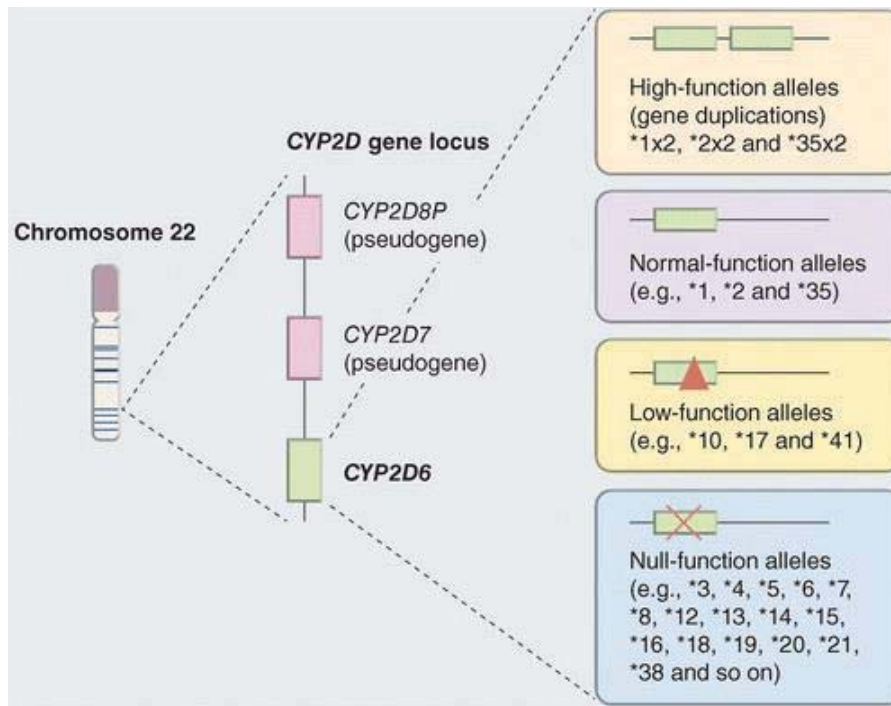 Chromosome 22
CYP2D gene locus
CYP2D8P
(pseudogene)
CYP2D7
(pseudogene)
CYP2D6
High-function alleles
(gene duplications)
*1x2, *2x2 and *35x2
Normal-function alleles
(e.g., *1, *2 and *35)
Low-function alleles
(e.g., *10, *17 and *41)
Null-function alleles
(e.g., *3, *4, *5, *6, *7,
*8, *12, *13, *14, *15,
*16, *18, *19, *20, *21,
*38 and so on)